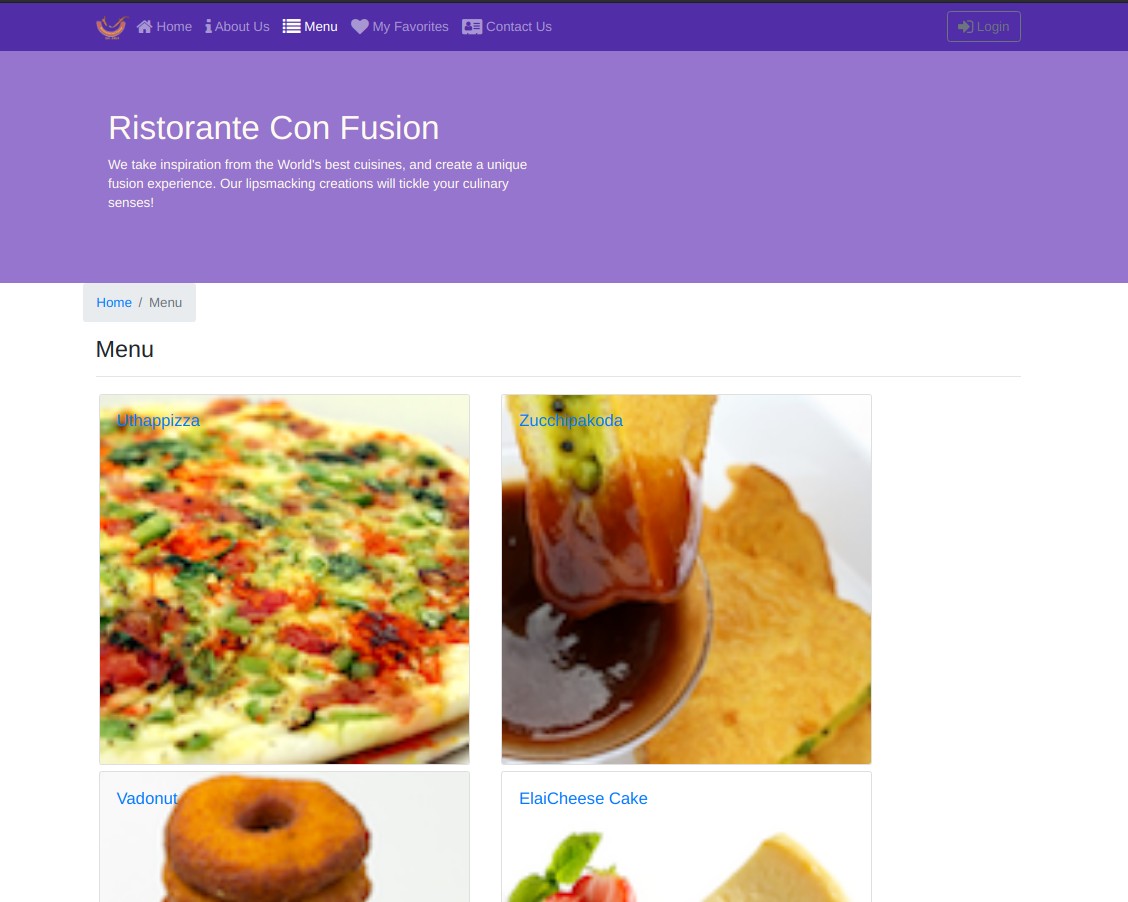 Home About Us Menu My Favorites Contact Us Login
Ristorante Con Fusion
We take inspiration from the World's best cuisines, and create a unique
fusion experience. Our lipsmacking creations will tickle your culinary
senses!
Home / Menu
Menu
Uthappizza Zucchipakoda
Vadonut ElaiCheese Cake